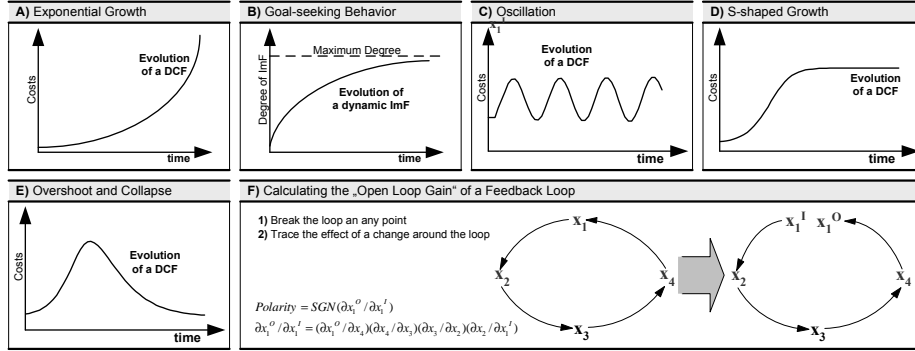 A) Exponential Growth
Costs
Evolution
of a DCF
time
B) Goal-seeking Behavior
Degree of ImF
Maximum Degree
Evolution of
a dynamic ImF
time
C) Oscillation
x₁ᴵ
Costs
Evolution
of a DCF
time
D) S-shaped Growth
Costs
Evolution
of a DCF
time
E) Overshoot and Collapse
Costs
Evolution
of a DCF
time
F) Calculating the „Open Loop Gain“ of a Feedback Loop
1) Break the loop an any point
2) Trace the effect of a change around the loop
Polarity = SGN(∂x₁ᴼ/∂x₁ᴵ)
∂x₁ᴼ/∂x₁ᴵ = (∂x₁ᴼ/∂x₄)(∂x₄/∂x₃)(∂x₃/∂x₂)(∂x₂/∂x₁ᴵ)
x₁
x₂
x₄
x₃
x₁ᴵ x₁ᴼ
x₂
x₄
x₃